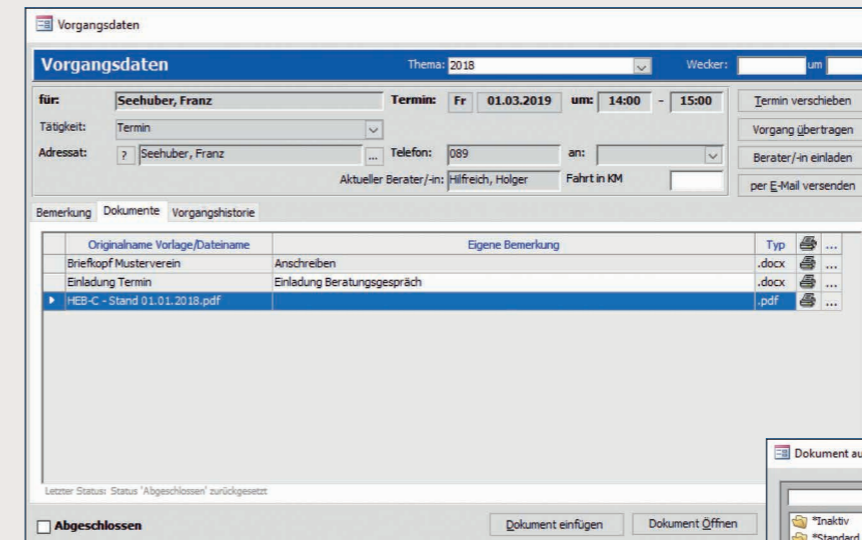 Vorgangsdaten
Vorgangsdaten Thema: 2018 Wecker: um
für: Seehuber, Franz Termin: Fr 01.03.2019 um: 14:00 - 15:00 Termin verschieben
Tätigkeit: Termin Vorgang übertragen
Adressat: ? Seehuber, Franz ... Telefon: 089 an: Berater/-in einladen
Aktueller Berater/-in: Hilfreich, Holger Fahrt in KM per E-Mail versenden
Bemerkung Dokumente Vorgangshistorie
Originalname Vorlage/Dateiname Eigene Bemerkung Typ ...
Briefkopf Musterverein Anschreiben .docx ...
Einladung Termin Einladung Beratungsgespräch .docx ...
HEB-C - Stand 01.01.2018.pdf .pdf ...
Dokument au
Letzter Status: Status 'Abgeschlossen' zurückgesetzt
*Inaktiv
Abgeschlossen Dokument einfügen Dokument Öffnen
*Standard